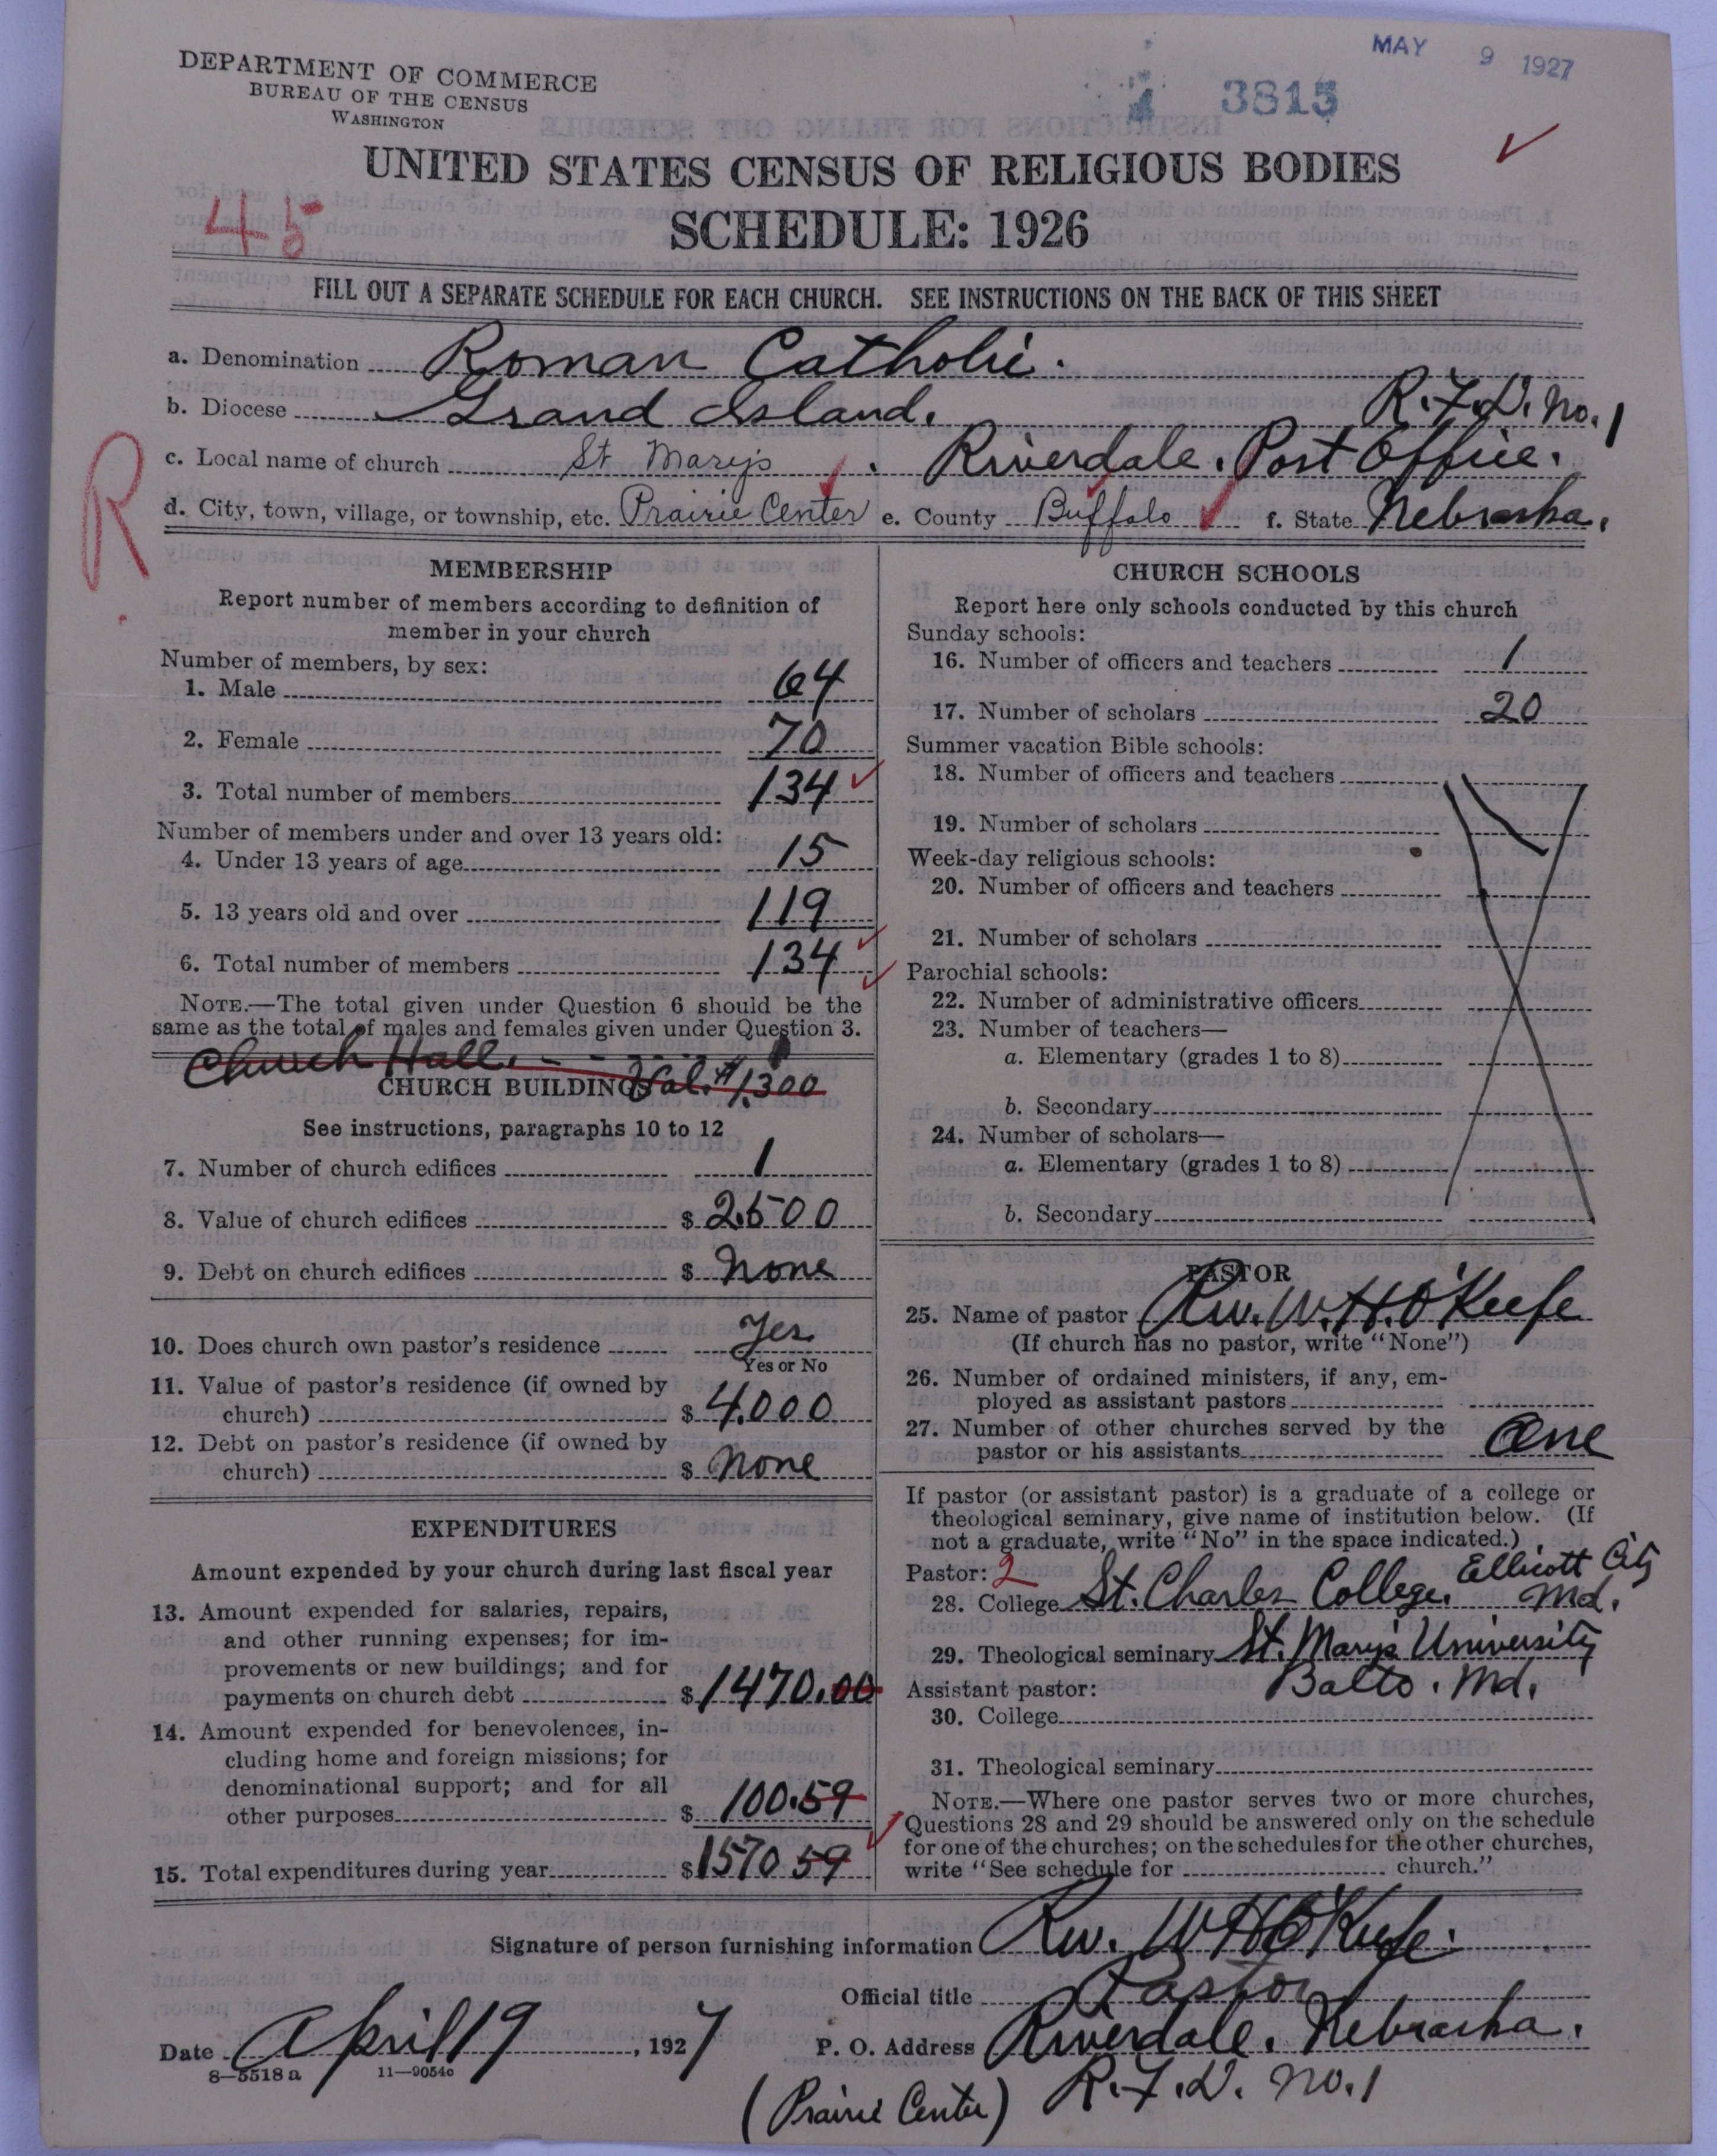 DEPARTMENT OF COMMERCE
BUREAU OF THE CENSUS
WASHINGTON
MAY 9 1927
3815
UNITED STATES CENSUS OF RELIGIOUS BODIES
45
SCHEDULE: 1926
FILL OUT A SEPARATE SCHEDULE FOR EACH CHURCH. SEE INSTRUCTIONS ON THE BACK OF THIS SHEET
a. Denomination Roman Catholic.
b. Diocese Grand Island. R.F.D. No. 1
R
c. Local name of church St Marys. Riverdale. Post Office.
d. City, town, village, or township, etc. Prairie Center e. County Buffalo f. State Nebraska.
MEMBERSHIP
Report number of members according to definition of
member in your church
Number of members, by sex:
1. Male 64
2. Female 70
3. Total number of members 134
Number of members under and over 13 years old:
4. Under 13 years of age 15
5. 13 years old and over 119
6. Total number of members 134
NOTE.—The total given under Question 6 should be the
same as the total of males and females given under Question 3.
Church Hall. - - Val. $1300
CHURCH BUILDINGS
See instructions, paragraphs 10 to 12
7. Number of church edifices 1
8. Value of church edifices $ 2.500
9. Debt on church edifices $ None
10. Does church own pastor's residence Yes
Yes or No
11. Value of pastor's residence (if owned by
church) $ 4.000
12. Debt on pastor's residence (if owned by
church) $ None
EXPENDITURES
Amount expended by your church during last fiscal year
13. Amount expended for salaries, repairs,
and other running expenses; for im-
provements or new buildings; and for
payments on church debt $ 1470.00
14. Amount expended for benevolences, in-
cluding home and foreign missions; for
denominational support; and for all
other purposes $ 100.59
15. Total expenditures during year $ 1570 59
CHURCH SCHOOLS
Report here only schools conducted by this church
Sunday schools:
16. Number of officers and teachers 1
17. Number of scholars 20
Summer vacation Bible schools:
18. Number of officers and teachers
19. Number of scholars
Week-day religious schools:
20. Number of officers and teachers
21. Number of scholars
Parochial schools:
22. Number of administrative officers
23. Number of teachers—
a. Elementary (grades 1 to 8)
b. Secondary
24. Number of scholars—
a. Elementary (grades 1 to 8)
b. Secondary
PASTOR
25. Name of pastor Rev. W. H. O'Keefe
(If church has no pastor, write "None")
26. Number of ordained ministers, if any, em-
ployed as assistant pastors
27. Number of other churches served by the
pastor or his assistants One
If pastor (or assistant pastor) is a graduate of a college or
theological seminary, give name of institution below. (If
not a graduate, write "No" in the space indicated.)
Pastor: 2 Ellicott City
28. College St. Charles College. Md.
29. Theological seminary St. Mary's University
Assistant pastor: Balto. Md.
30. College
31. Theological seminary
NOTE.—Where one pastor serves two or more churches,
Questions 28 and 29 should be answered only on the schedule
for one of the churches; on the schedules for the other churches,
write "See schedule for church."
Signature of person furnishing information Rev. W H O'Keefe.
Official title Pastor
Date April 19, 1927 P. O. Address Riverdale. Nebraska.
8—5518 a 11—9054c
(Prairie Center) R.F.D. No. 1